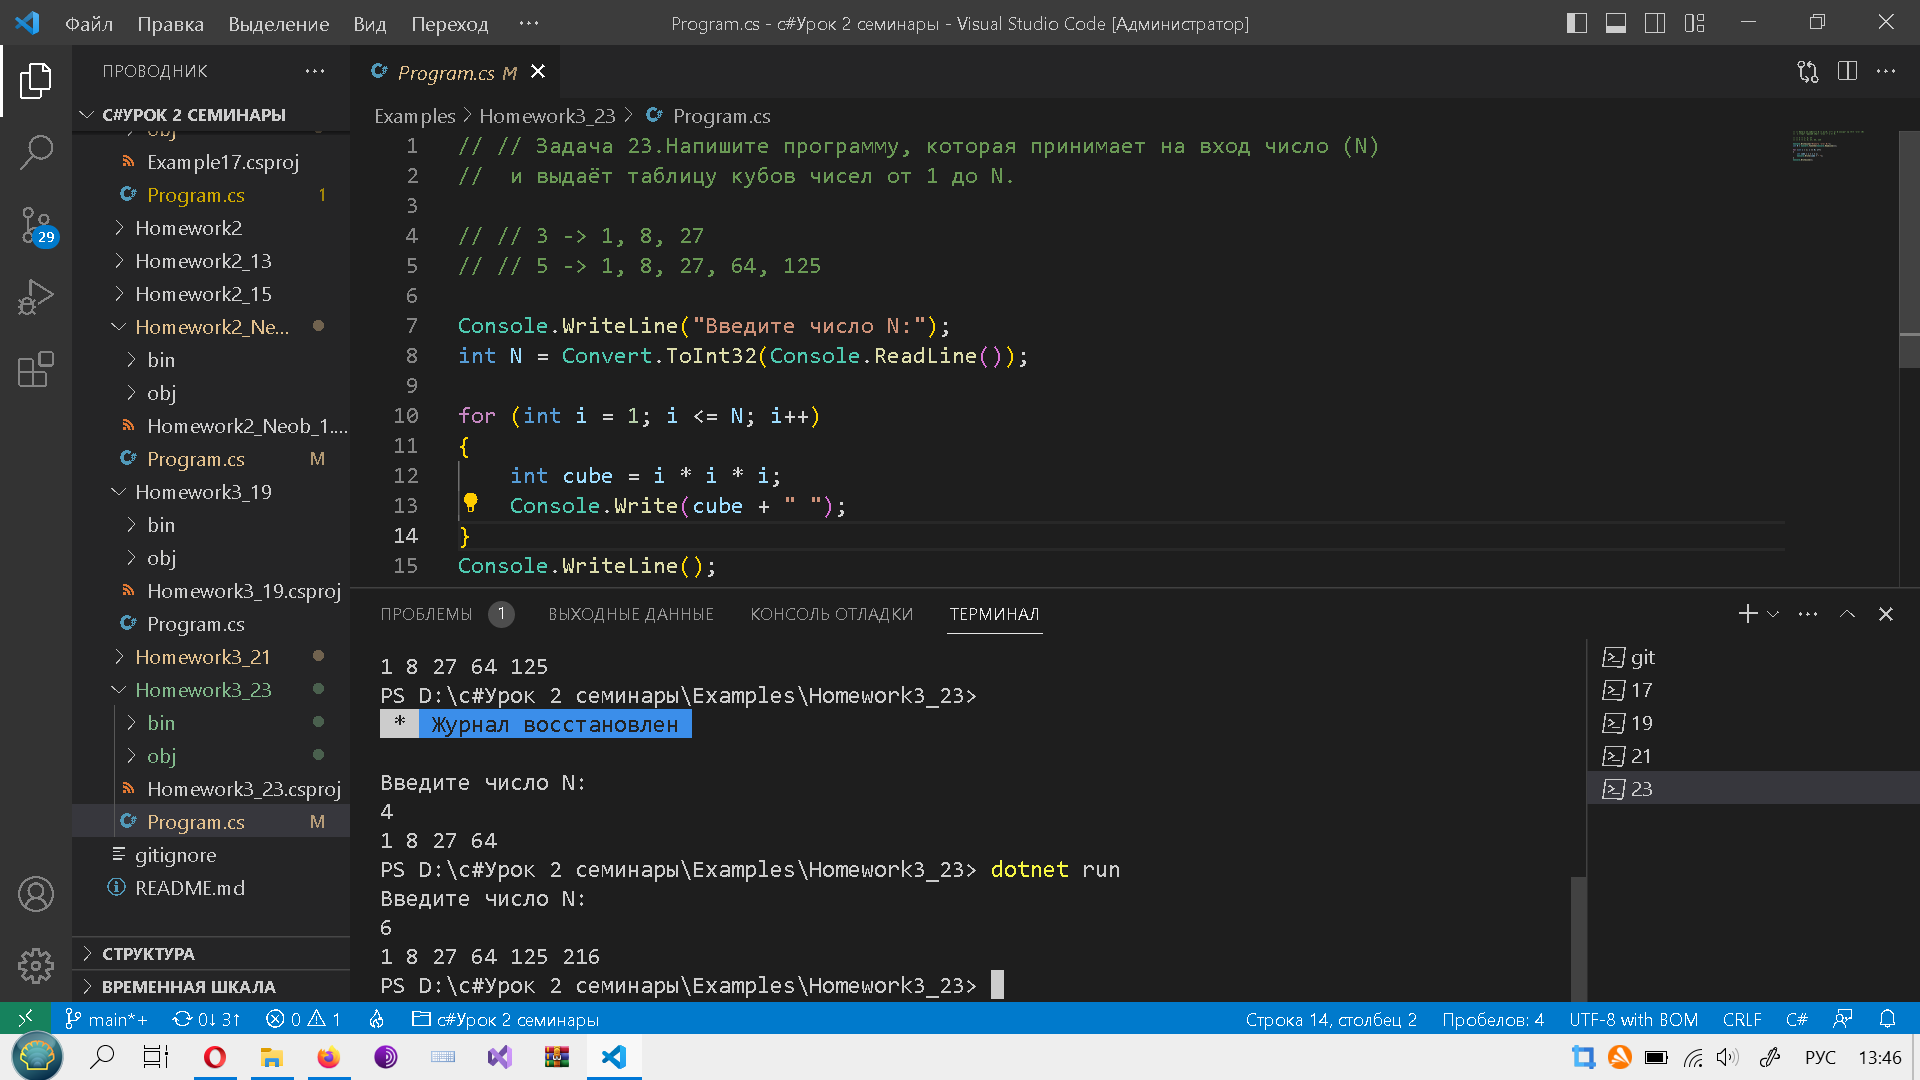 Файл Правка Выделение Вид Переход ··· Program.cs - c#Урок 2 семинары - Visual Studio Code [Администратор]
ПРОВОДНИК ···
С#УРОК 2 СЕМИНАРЫ
obj
Example17.csproj
Program.cs 1
Homework2
Homework2_13
Homework2_15
Homework2_Ne...
bin
obj
Homework2_Neob_1....
Program.cs M
Homework3_19
bin
obj
Homework3_19.csproj
Program.cs
Homework3_21
Homework3_23
bin
obj
Homework3_23.csproj
Program.cs M
gitignore
README.md
СТРУКТУРА
ВРЕМЕННАЯ ШКАЛА
29
Program.cs M
Examples > Homework3_23 > Program.cs
1 // // Задача 23.Напишите программу, которая принимает на вход число (N)
2 //  и выдаёт таблицу кубов чисел от 1 до N.
3
4 // // 3 -> 1, 8, 27
5 // // 5 -> 1, 8, 27, 64, 125
6
7 Console.WriteLine("Введите число N:");
8 int N = Convert.ToInt32(Console.ReadLine());
9
10 for (int i = 1; i <= N; i++)
11 {
12     int cube = i * i * i;
13     Console.Write(cube + " ");
14 }
15 Console.WriteLine();
ПРОБЛЕМЫ 1 ВЫХОДНЫЕ ДАННЫЕ КОНСОЛЬ ОТЛАДКИ ТЕРМИНАЛ
1 8 27 64 125
PS D:\c#Урок 2 семинары\Examples\Homework3_23>
* Журнал восстановлен
Введите число N:
4
1 8 27 64
PS D:\c#Урок 2 семинары\Examples\Homework3_23> dotnet run
Введите число N:
6
1 8 27 64 125 216
PS D:\c#Урок 2 семинары\Examples\Homework3_23>
git
17
19
21
23
main*+ 0↓ 3↑ 0 1 c#Урок 2 семинары Строка 14, столбец 2 Пробелов: 4 UTF-8 with BOM CRLF C#
РУС 13:46